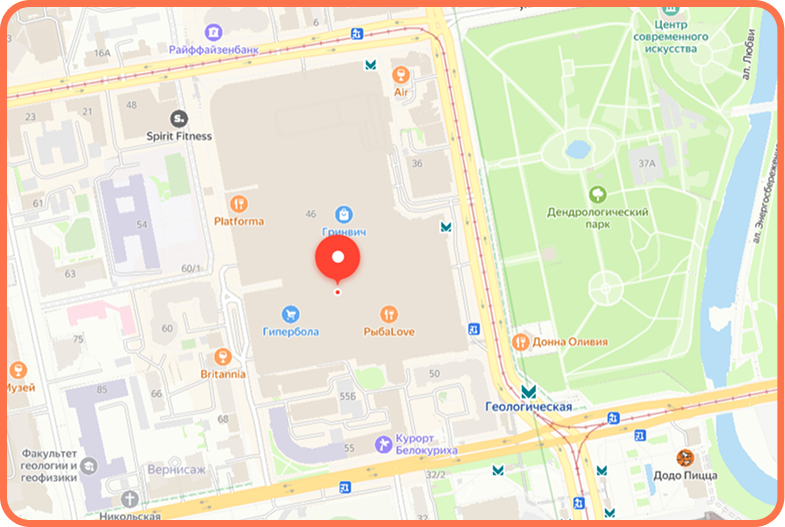 Центр
современного
искусства
ал. Любви
6
16А
Райффайзенбанк
Air
23
21
48
Spirit Fitness
36
37А
61
Platforma
46
Гринвич
54
Дендрологический
парк
ал. Энергосбережения
63
60/1
Гипербола
РыбаLove
60
75
Донна Оливия
Britannia
Музей
50
85
66
55Б
Геологическая
68
Курорт
Белокуриха
55
Факультет
геологии и
геофизики
Вернисаж
32/2
Додо Пицца
Никольская